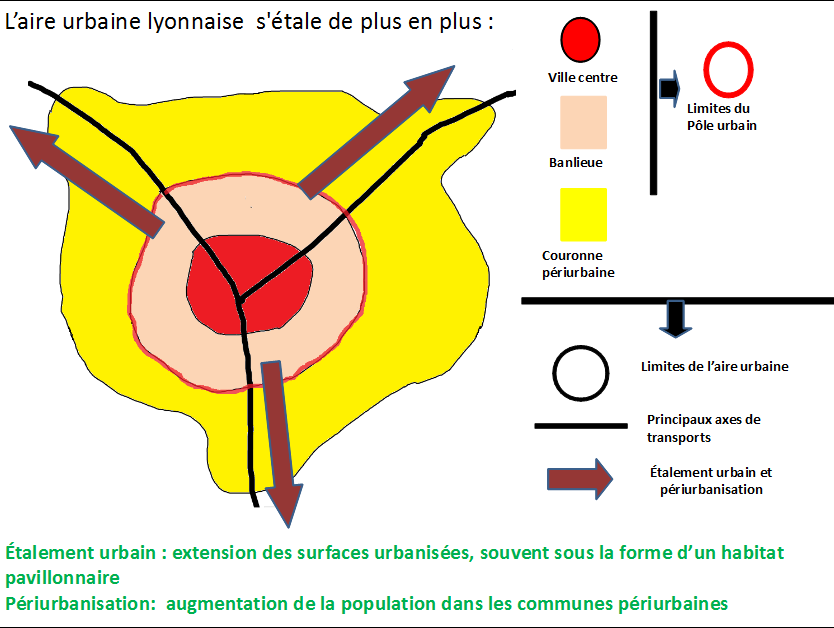 L’aire urbaine lyonnaise s'étale de plus en plus :
Ville centre
Limites du
Pôle urbain
Banlieue
Couronne
périurbaine
Limites de l’aire urbaine
Principaux axes de
transports
Étalement urbain et
périurbanisation
Étalement urbain : extension des surfaces urbanisées, souvent sous la forme d’un habitat
pavillonnaire
Périurbanisation: augmentation de la population dans les communes périurbaines